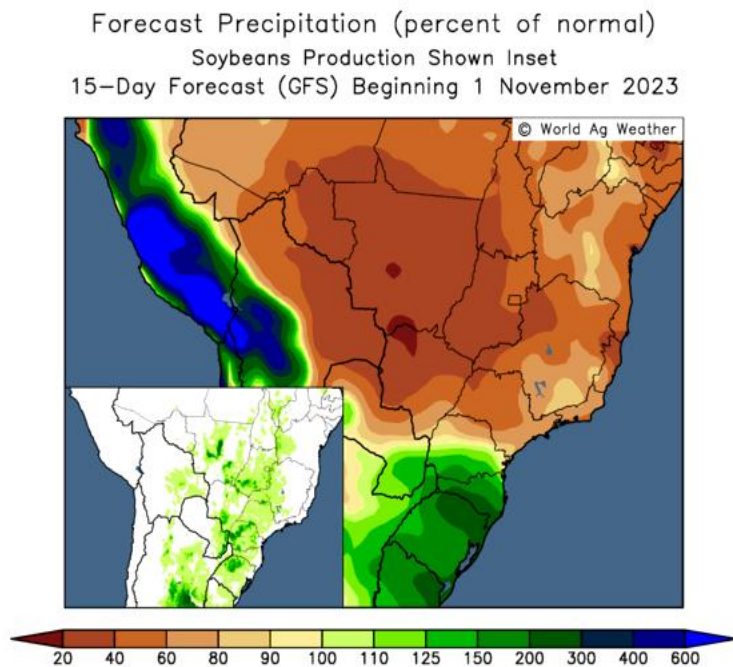 Forecast Precipitation (percent of normal)
Soybeans Production Shown Inset
15-Day Forecast (GFS) Beginning 1 November 2023
© World Ag Weather
20 40 60 80 90 100 110 125 150 200 300 400 600